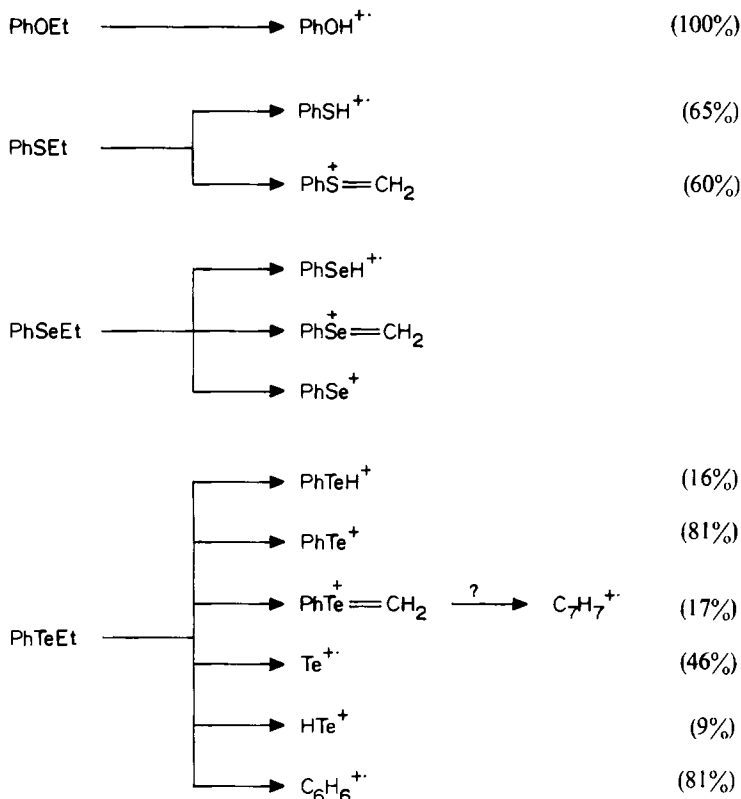 PhOEt → PhOH⁺· (100%)
PhSH⁺· (65%)
PhSEt
PhS⁺=CH₂ (60%)
PhSeH⁺·
PhSeEt PhSe⁺=CH₂
PhSe⁺
PhTeH⁺ (16%)
PhTe⁺ (81%)
PhTe⁺=CH₂ ? → C₇H₇⁺· (17%)
PhTeEt
Te⁺· (46%)
HTe⁺ (9%)
C₆H₆⁺· (81%)